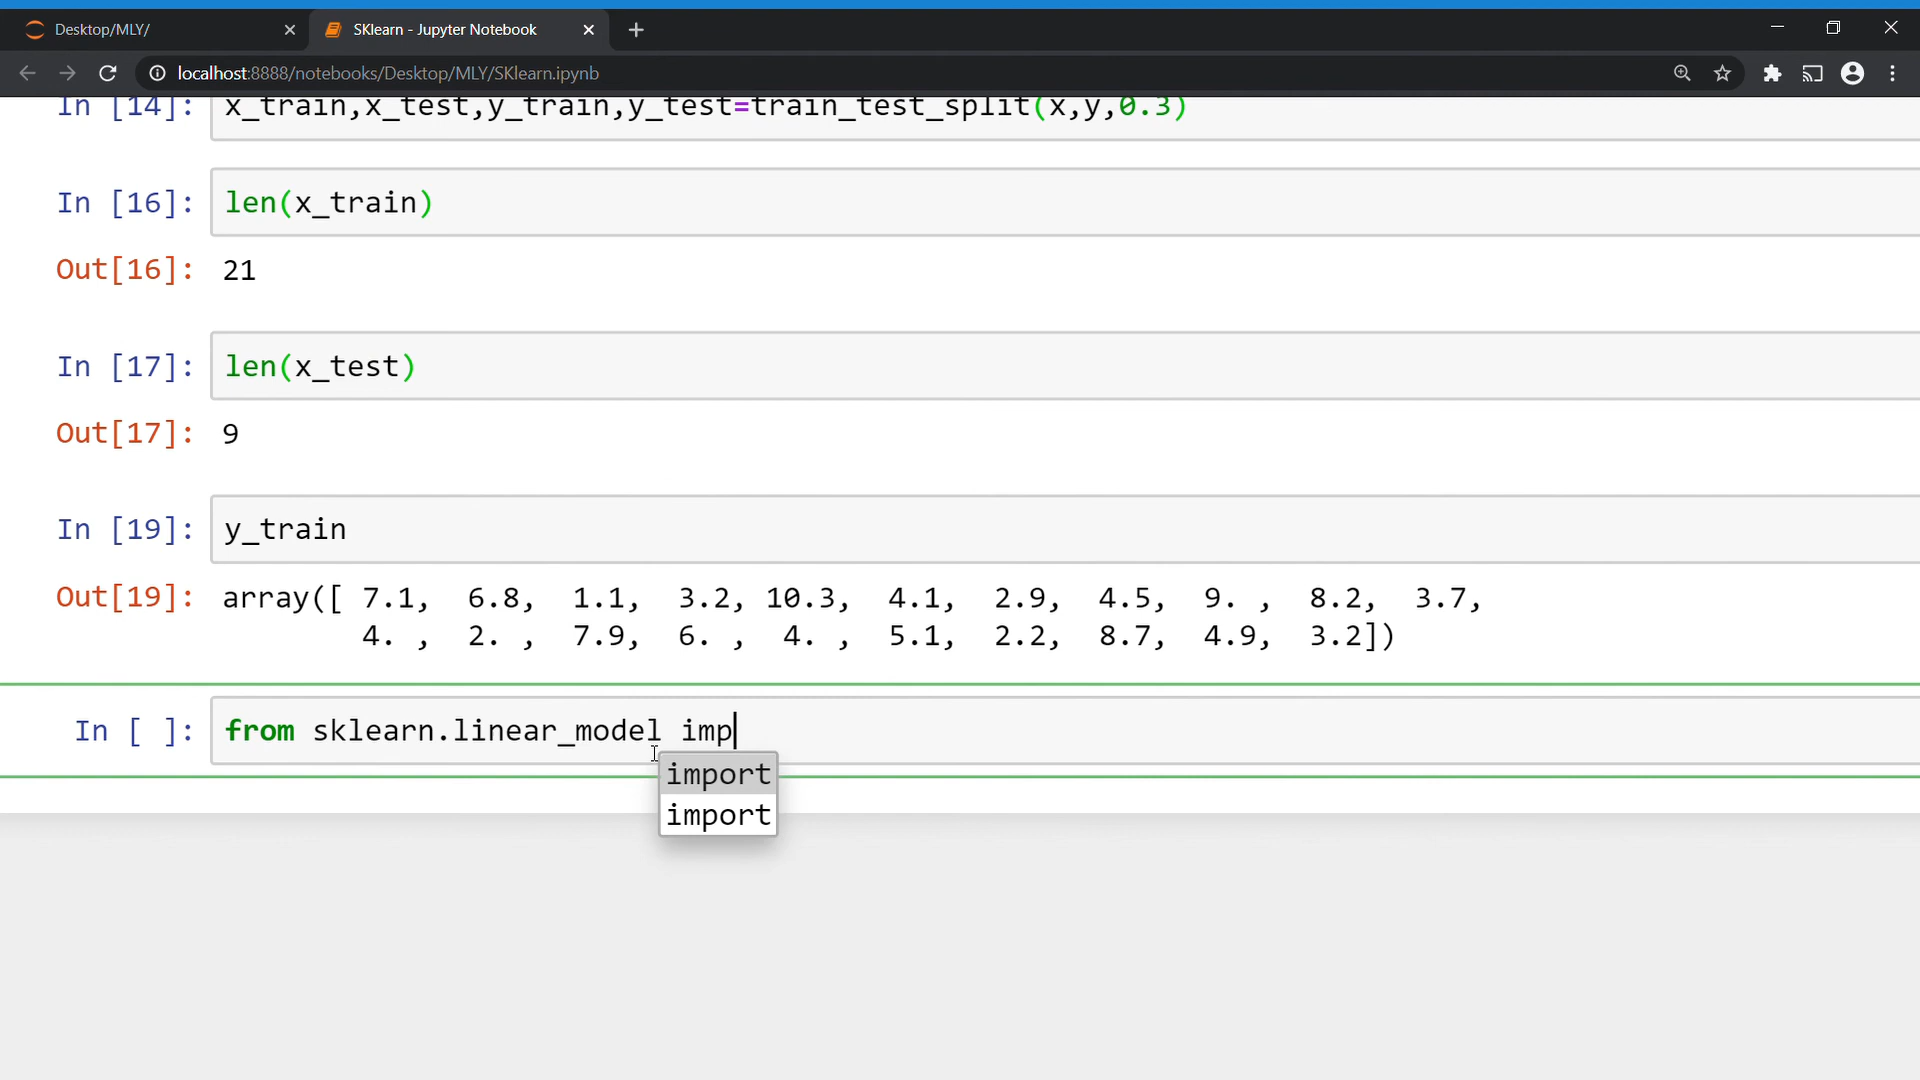 Desktop/MLY/
SKlearn - Jupyter Notebook
localhost:8888/notebooks/Desktop/MLY/SKlearn.ipynb
In [14]: x_train,x_test,y_train,y_test=train_test_split(x,y,0.3)
In [16]: len(x_train)
Out[16]: 21
In [17]: len(x_test)
Out[17]: 9
In [19]: y_train
Out[19]: array([ 7.1,  6.8,  1.1,  3.2, 10.3,  4.1,  2.9,  4.5,  9. ,  8.2,  3.7,
4. ,  2. ,  7.9,  6. ,  4. ,  5.1,  2.2,  8.7,  4.9,  3.2])
In [ ]: from sklearn.linear_model imp
import
import